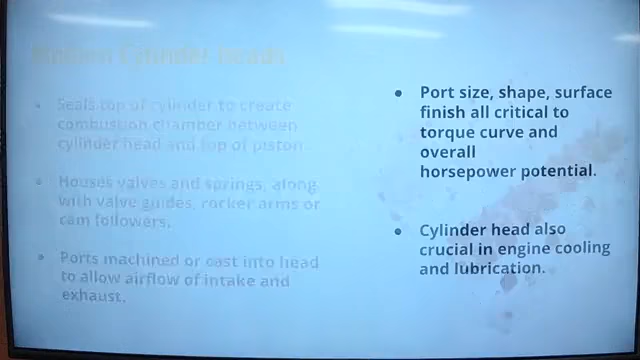 Cylinder Heads
Seals top of cylinder to create
combustion chamber between
cylinder head and top of piston.
Houses valves and springs, along
with valve guides, rocker arms or
cam followers.
Ports machined or cast into head
to allow airflow of intake and
exhaust.
● Port size, shape, surface
finish all critical to
torque curve and
overall
horsepower potential.
● Cylinder head also
crucial in engine cooling
and lubrication.